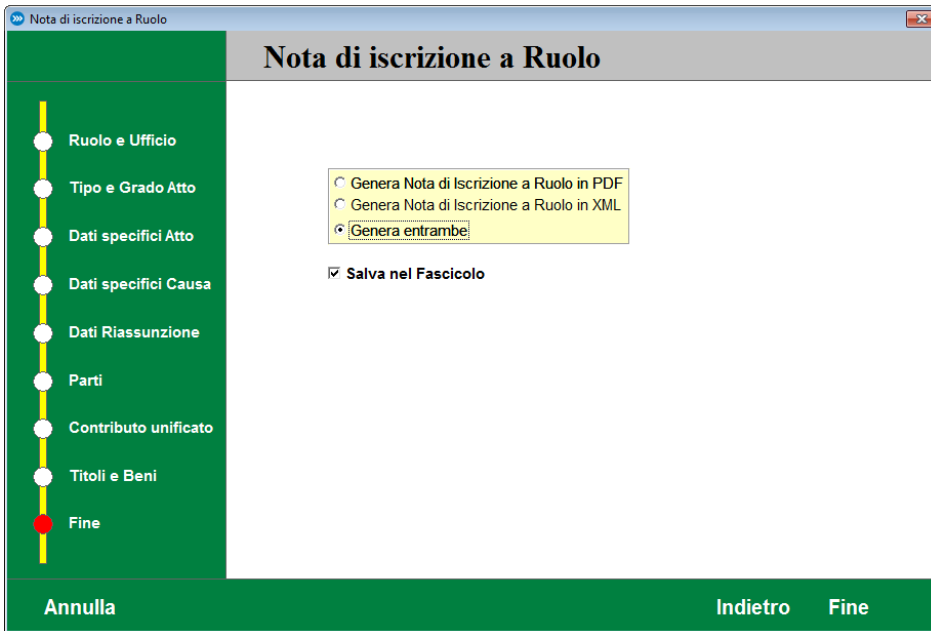 Nota di iscrizione a Ruolo
Nota di iscrizione a Ruolo
Ruolo e Ufficio
Tipo e Grado Atto
Dati specifici Atto
Dati specifici Causa
Dati Riassunzione
Parti
Contributo unificato
Titoli e Beni
Fine
Genera Nota di Iscrizione a Ruolo in PDF
Genera Nota di Iscrizione a Ruolo in XML
Genera entrambe
Salva nel Fascicolo
Annulla
Indietro
Fine